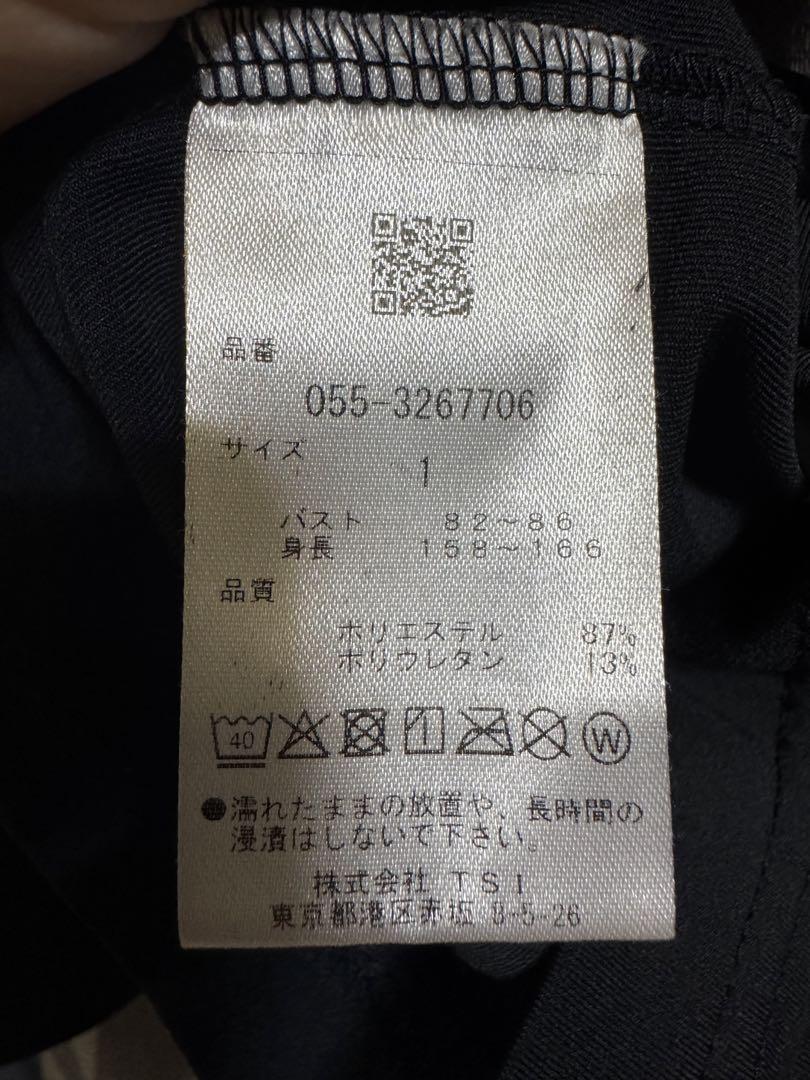 品番
055-3267706
サイズ
1
バスト 82～86
身長 158～166
品質
ポリエステル 87%
ポリウレタン 13%
40 W
●濡れたままの放置や、長時間の
浸漬はしないで下さい。
株式会社 TSI
東京都港区赤坂 8-5-26